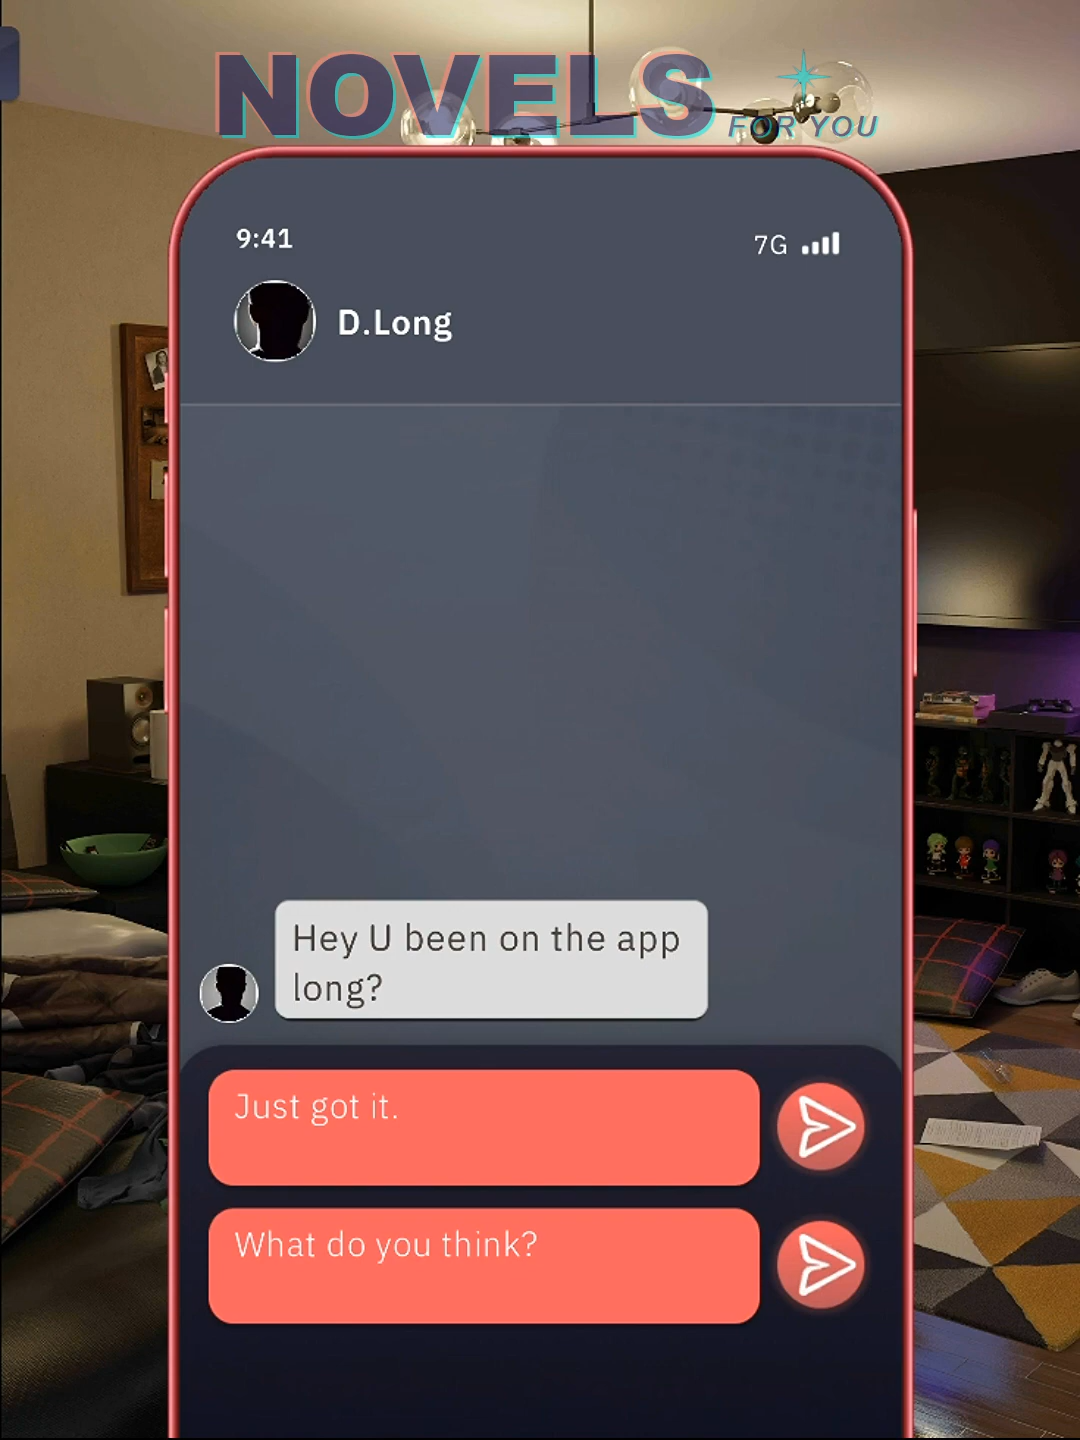 NOVELS
FOR YOU
9:41
7G
D.Long
Hey U been on the app
long?
Just got it.
What do you think?